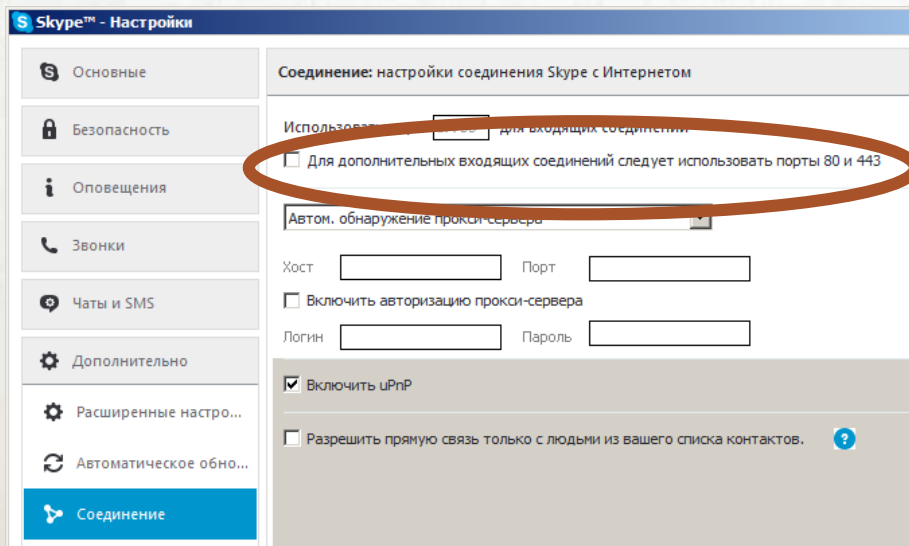 Skype™ - Настройки
Основные
Безопасность
Оповещения
Звонки
Чаты и SMS
Дополнительно
Расширенные настро...
Автоматическое обно...
Соединение
Соединение: настройки соединения Skype с Интернетом
Использовать для входящих соединений
Для дополнительных входящих соединений следует использовать порты 80 и 443
Автом. обнаружение прокси-сервера
Хост Порт
Включить авторизацию прокси-сервера
Логин Пароль
Включить uPnP
Разрешить прямую связь только с людьми из вашего списка контактов. ?